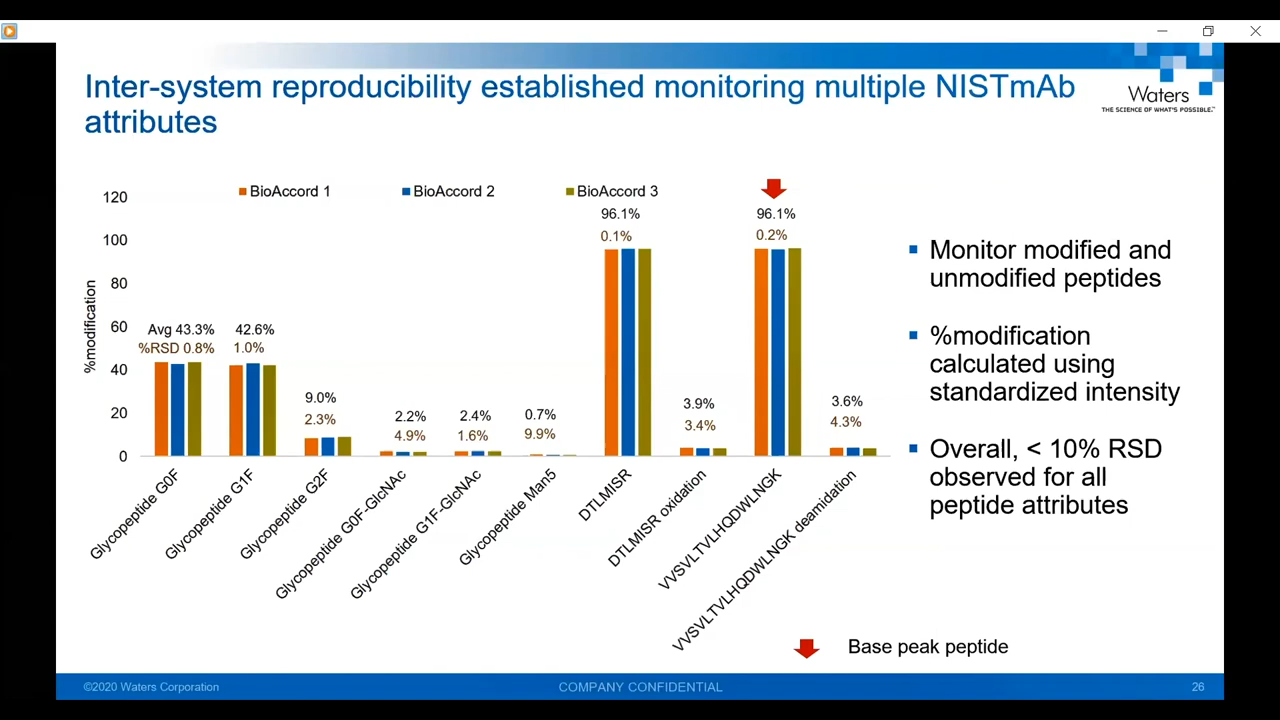 Inter-system reproducibility established monitoring multiple NISTmAb
attributes
Waters
THE SCIENCE OF WHAT'S POSSIBLE.™
BioAccord 1
BioAccord 2
BioAccord 3
%modification
120
100
80
60
40
20
0
Avg 43.3%
%RSD 0.8%
42.6%
1.0%
9.0%
2.3%
2.2%
4.9%
2.4%
1.6%
0.7%
9.9%
96.1%
0.1%
3.9%
3.4%
96.1%
0.2%
3.6%
4.3%
Glycopeptide G0F
Glycopeptide G1F
Glycopeptide G2F
Glycopeptide G0F-GlcNAc
Glycopeptide G1F-GlcNAc
Glycopeptide Man5
DTLMISR
DTLMISR oxidation
VVSVLTVLHQDWLNGK
VVSVLTVLHQDWLNGK deamidation
Monitor modified and
unmodified peptides
%modification
calculated using
standardized intensity
Overall, < 10% RSD
observed for all
peptide attributes
Base peak peptide
©2020 Waters Corporation
COMPANY CONFIDENTIAL
26